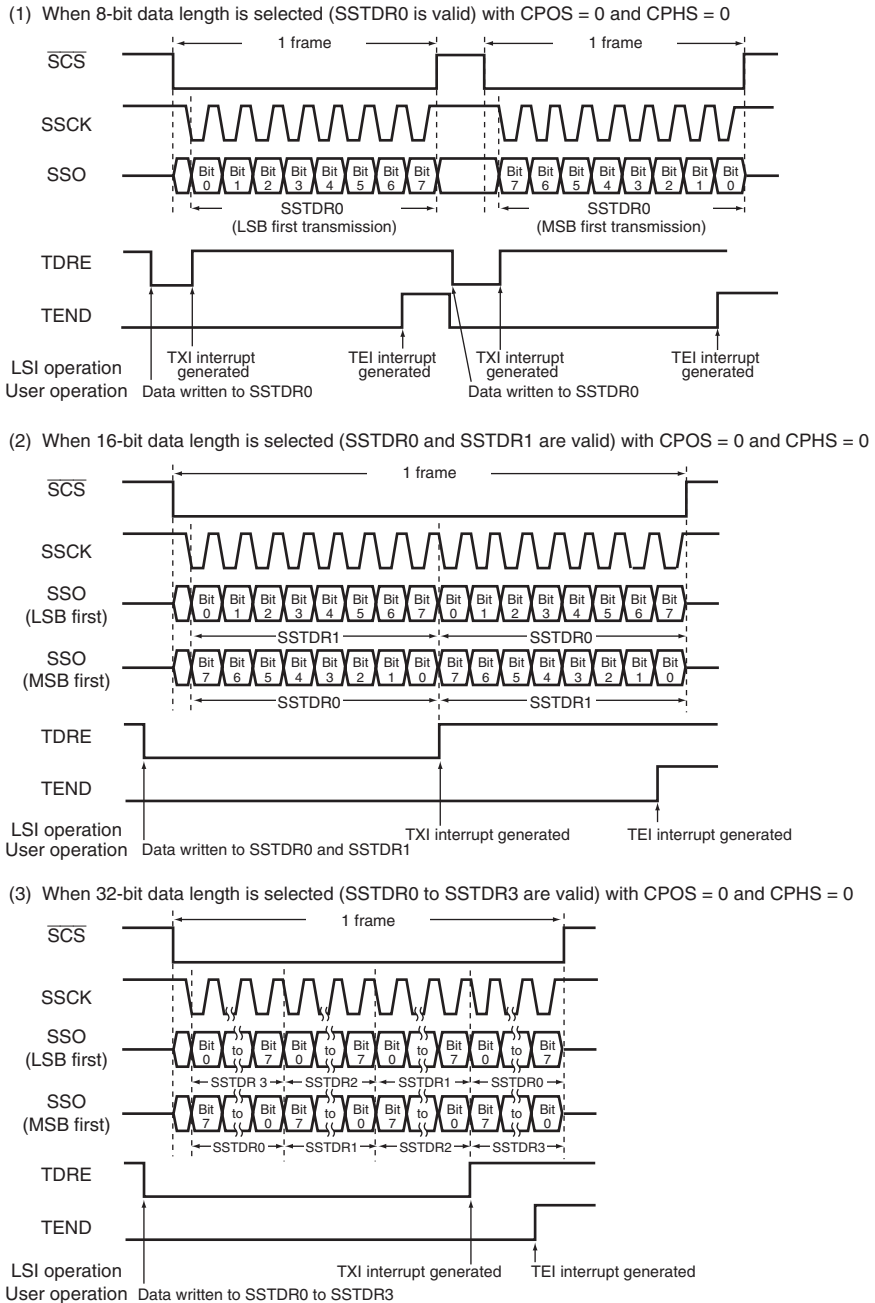 (1) When 8-bit data length is selected (SSTDR0 is valid) with CPOS = 0 and CPHS = 0
1 frame 1 frame
SCS
SSCK
SSO Bit 0 Bit 1 Bit 2 Bit 3 Bit 4 Bit 5 Bit 6 Bit 7 Bit 7 Bit 6 Bit 5 Bit 4 Bit 3 Bit 2 Bit 1 Bit 0
SSTDR0 SSTDR0
(LSB first transmission) (MSB first transmission)
TDRE
TEND
LSI operation TXI interrupt generated TEI interrupt generated TXI interrupt generated TEI interrupt generated
User operation Data written to SSTDR0 Data written to SSTDR0
(2) When 16-bit data length is selected (SSTDR0 and SSTDR1 are valid) with CPOS = 0 and CPHS = 0
1 frame
SCS
SSCK
SSO (LSB first) Bit 0 Bit 1 Bit 2 Bit 3 Bit 4 Bit 5 Bit 6 Bit 7 Bit 0 Bit 1 Bit 2 Bit 3 Bit 4 Bit 5 Bit 6 Bit 7
SSTDR1 SSTDR0
SSO (MSB first) Bit 7 Bit 6 Bit 5 Bit 4 Bit 3 Bit 2 Bit 1 Bit 0 Bit 7 Bit 6 Bit 5 Bit 4 Bit 3 Bit 2 Bit 1 Bit 0
SSTDR0 SSTDR1
TDRE
TEND
LSI operation TXI interrupt generated TEI interrupt generated
User operation Data written to SSTDR0 and SSTDR1
(3) When 32-bit data length is selected (SSTDR0 to SSTDR3 are valid) with CPOS = 0 and CPHS = 0
1 frame
SCS
SSCK
SSO (LSB first) Bit 0 to Bit 7 Bit 0 to Bit 7 Bit 0 to Bit 7 Bit 0 to Bit 7
SSTDR 3 SSTDR2 SSTDR1 SSTDR0
SSO (MSB first) Bit 7 to Bit 0 Bit 7 to Bit 0 Bit 7 to Bit 0 Bit 7 to Bit 0
SSTDR0 SSTDR1 SSTDR2 SSTDR3
TDRE
TEND
LSI operation TXI interrupt generated TEI interrupt generated
User operation Data written to SSTDR0 to SSTDR3